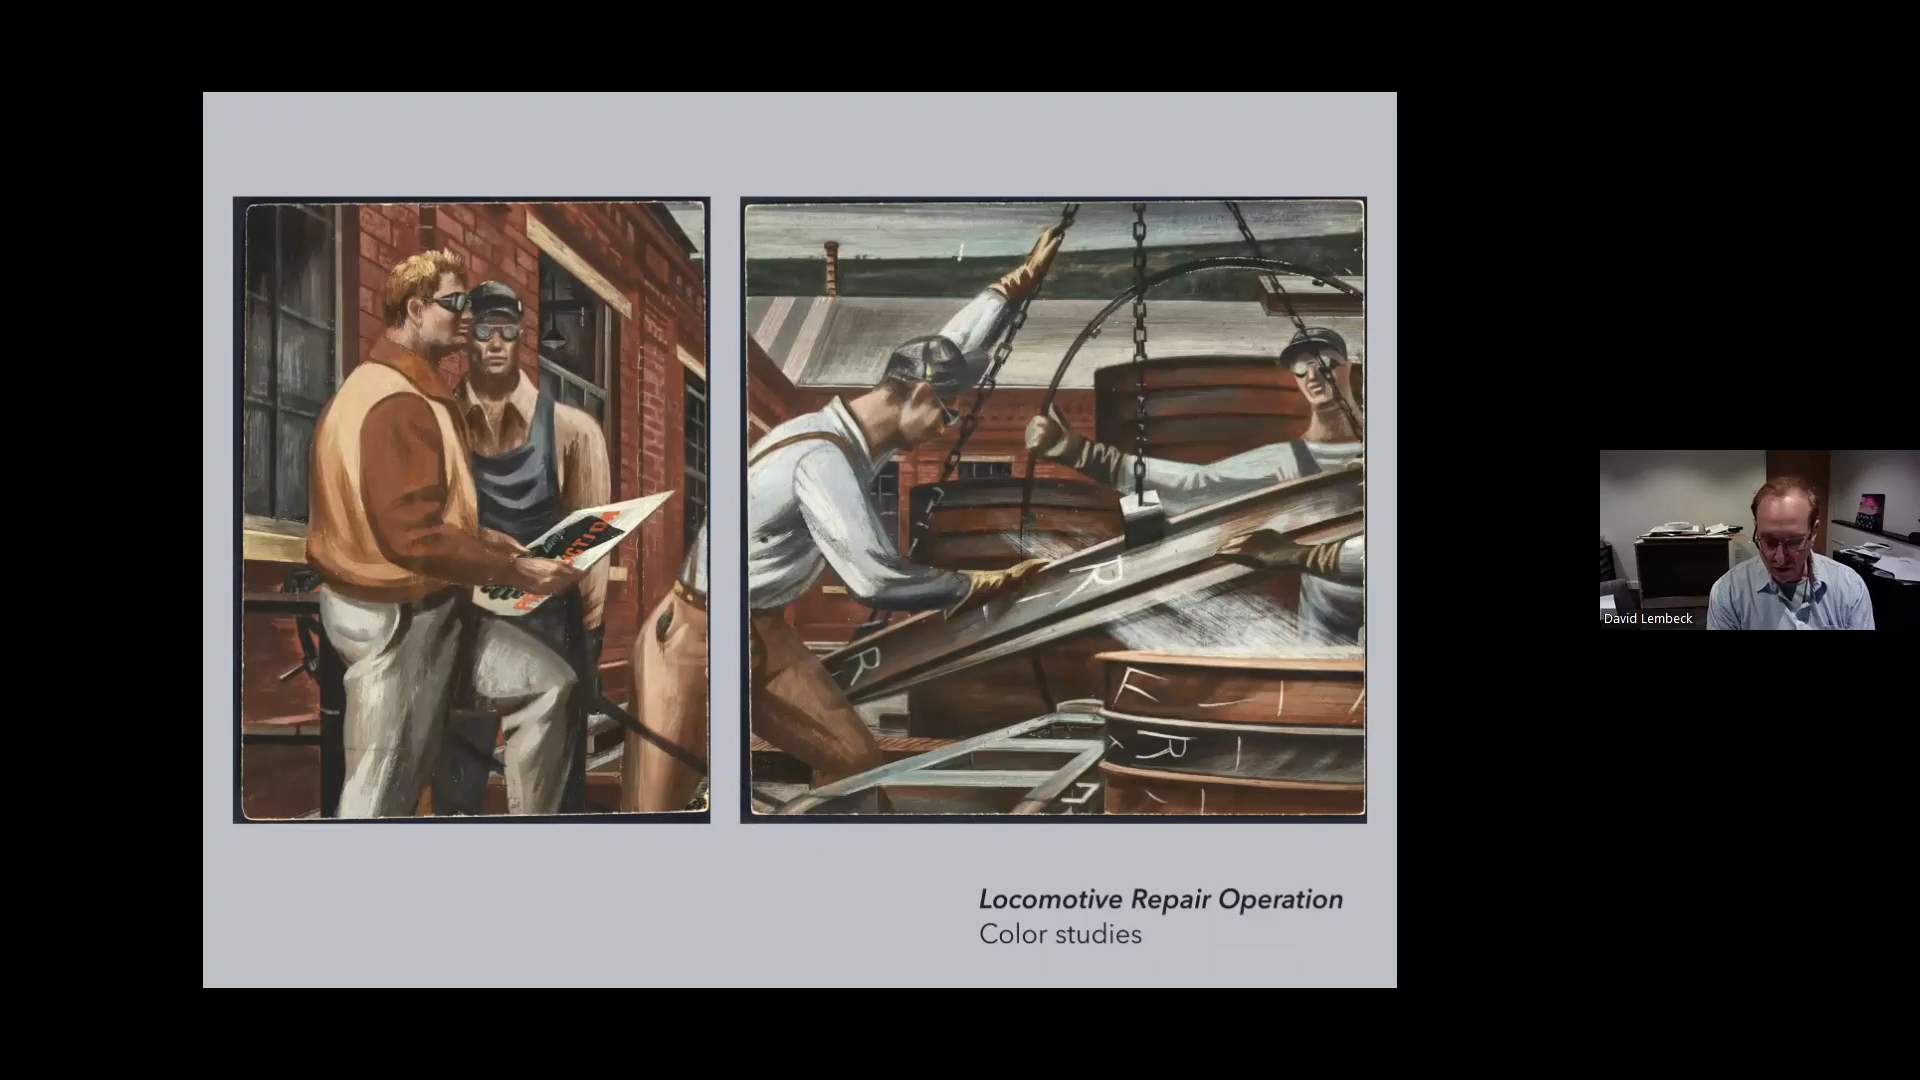 R
R
F
R
R
Locomotive Repair Operation
Color studies
David Lembeck